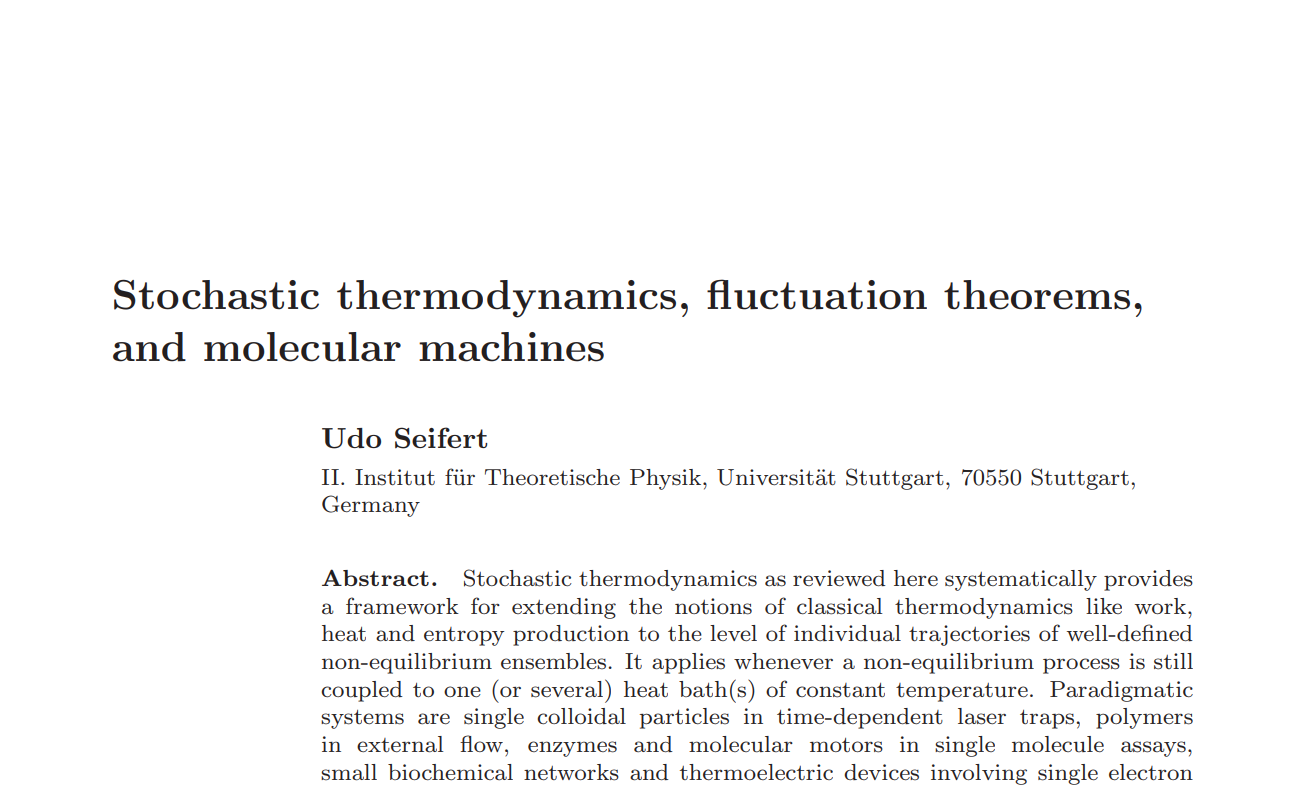 Stochastic thermodynamics, fluctuation theorems,
and molecular machines
Udo Seifert
II. Institut für Theoretische Physik, Universität Stuttgart, 70550 Stuttgart,
Germany
Abstract. Stochastic thermodynamics as reviewed here systematically provides
a framework for extending the notions of classical thermodynamics like work,
heat and entropy production to the level of individual trajectories of well-defined
non-equilibrium ensembles. It applies whenever a non-equilibrium process is still
coupled to one (or several) heat bath(s) of constant temperature. Paradigmatic
systems are single colloidal particles in time-dependent laser traps, polymers
in external flow, enzymes and molecular motors in single molecule assays,
small biochemical networks and thermoelectric devices involving single electron